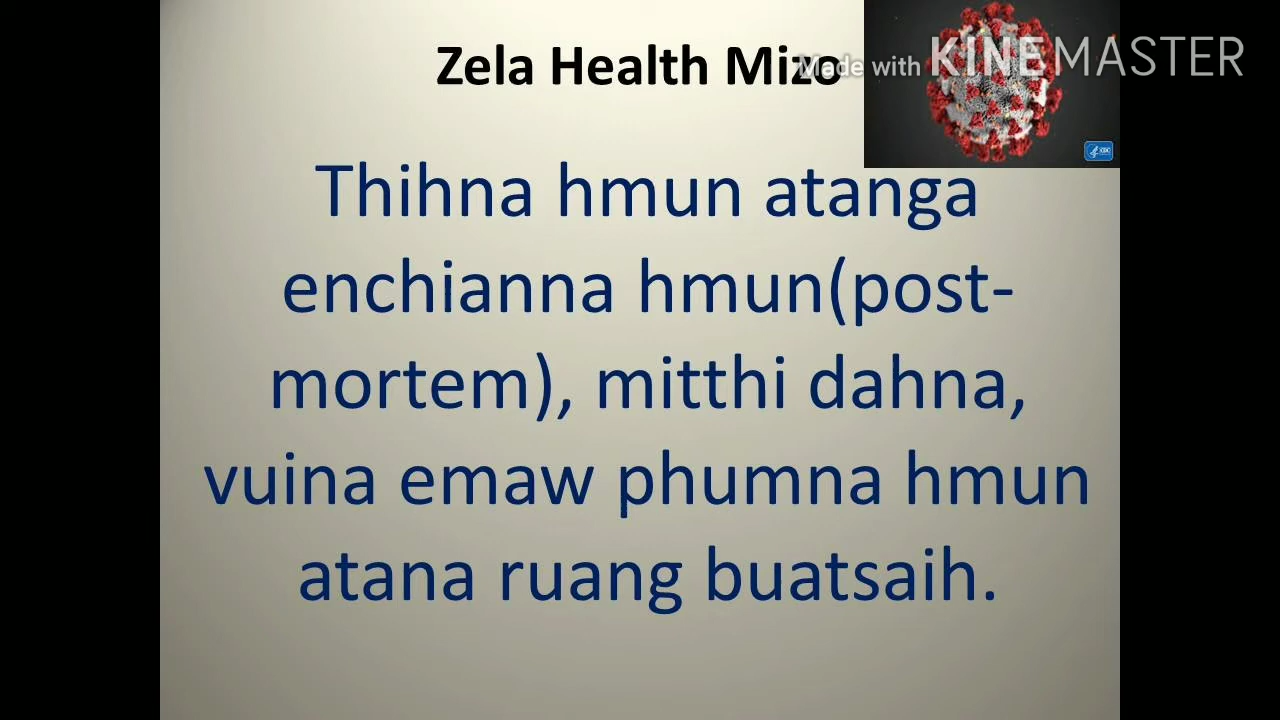 Zela Health Mizo
Made with KINEMASTER
CDC
Thihna hmun atanga
enchianna hmun(post-
mortem), mitthi dahna,
vuina emaw phumna hmun
atana ruang buatsaih.